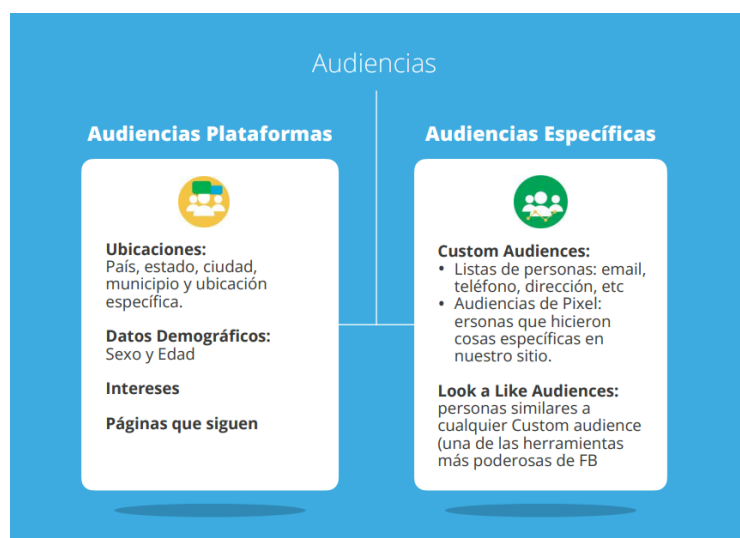 Audiencias
Audiencias Plataformas
Ubicaciones:
País, estado, ciudad,
municipio y ubicación
específica.
Datos Demográficos:
Sexo y Edad
Intereses
Páginas que siguen
Audiencias Específicas
Custom Audiences:
• Listas de personas: email,
teléfono, dirección, etc
• Audiencias de Pixel:
ersonas que hicieron
cosas específicas en
nuestro sitio.
Look a Like Audiences:
personas similares a
cualquier Custom audience
(una de las herramientas
más poderosas de FB